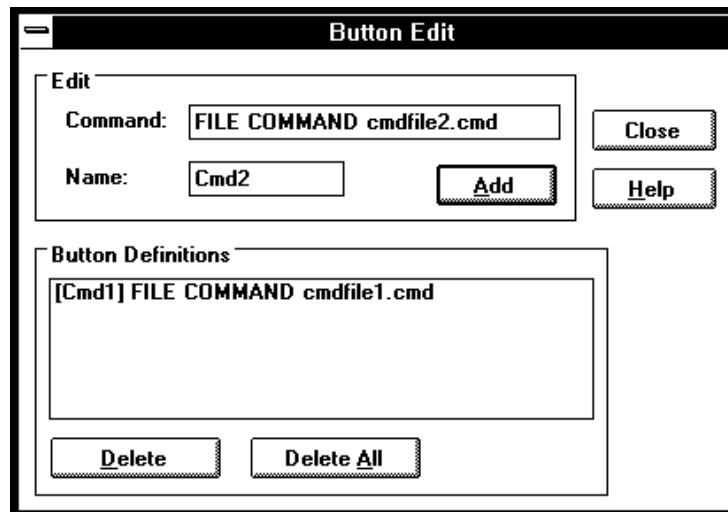 Button Edit
Edit
Command: FILE COMMAND cmdfile2.cmd
Close
Name: Cmd2 Add
Help
Button Definitions
[Cmd1] FILE COMMAND cmdfile1.cmd
Delete Delete All